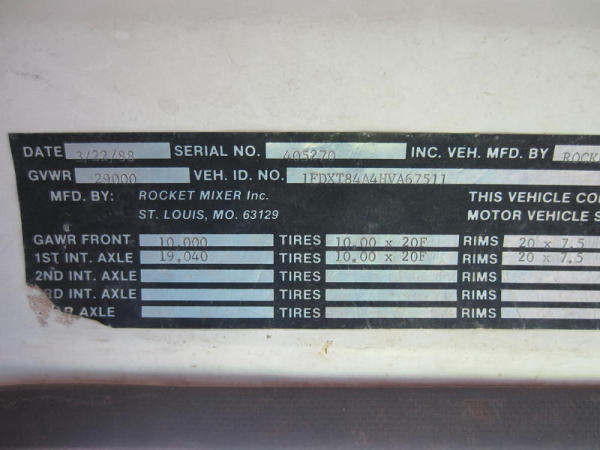 DATE 3/22/88 SERIAL NO. 405270 INC. VEH. MFD. BY ROCKE
GVWR 29000 VEH. ID. NO. 1FDXT84A4HVA67511
MFD. BY: ROCKET MIXER Inc. THIS VEHICLE CO
ST. LOUIS, MO. 63129 MOTOR VEHICLE S
GAWR FRONT 10,000 TIRES 10.00 x 20F RIMS 20 x 7.5
1ST INT. AXLE 19,040 TIRES 10.00 x 20F RIMS 20 x 7.5
2ND INT. AXLE TIRES RIMS
RD INT. AXLE TIRES RIMS
R AXLE TIRES RIMS